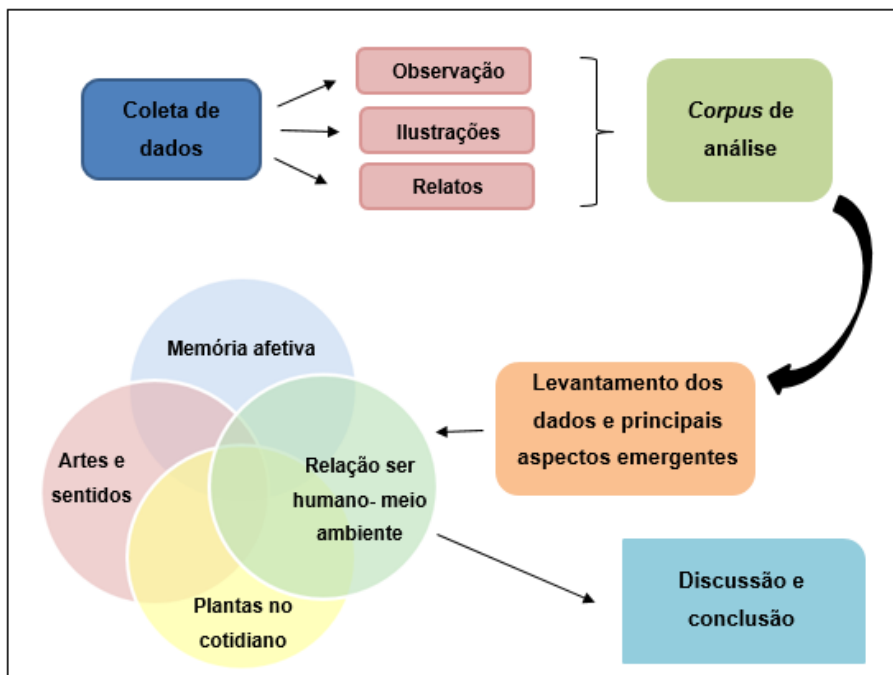 Coleta de
dados
Observação
Ilustrações
Relatos
Corpus de
análise
Levantamento dos
dados e principais
aspectos emergentes
Memória afetiva
Artes e
sentidos
Relação ser
humano- meio
ambiente
Plantas no
cotidiano
Discussão e
conclusão